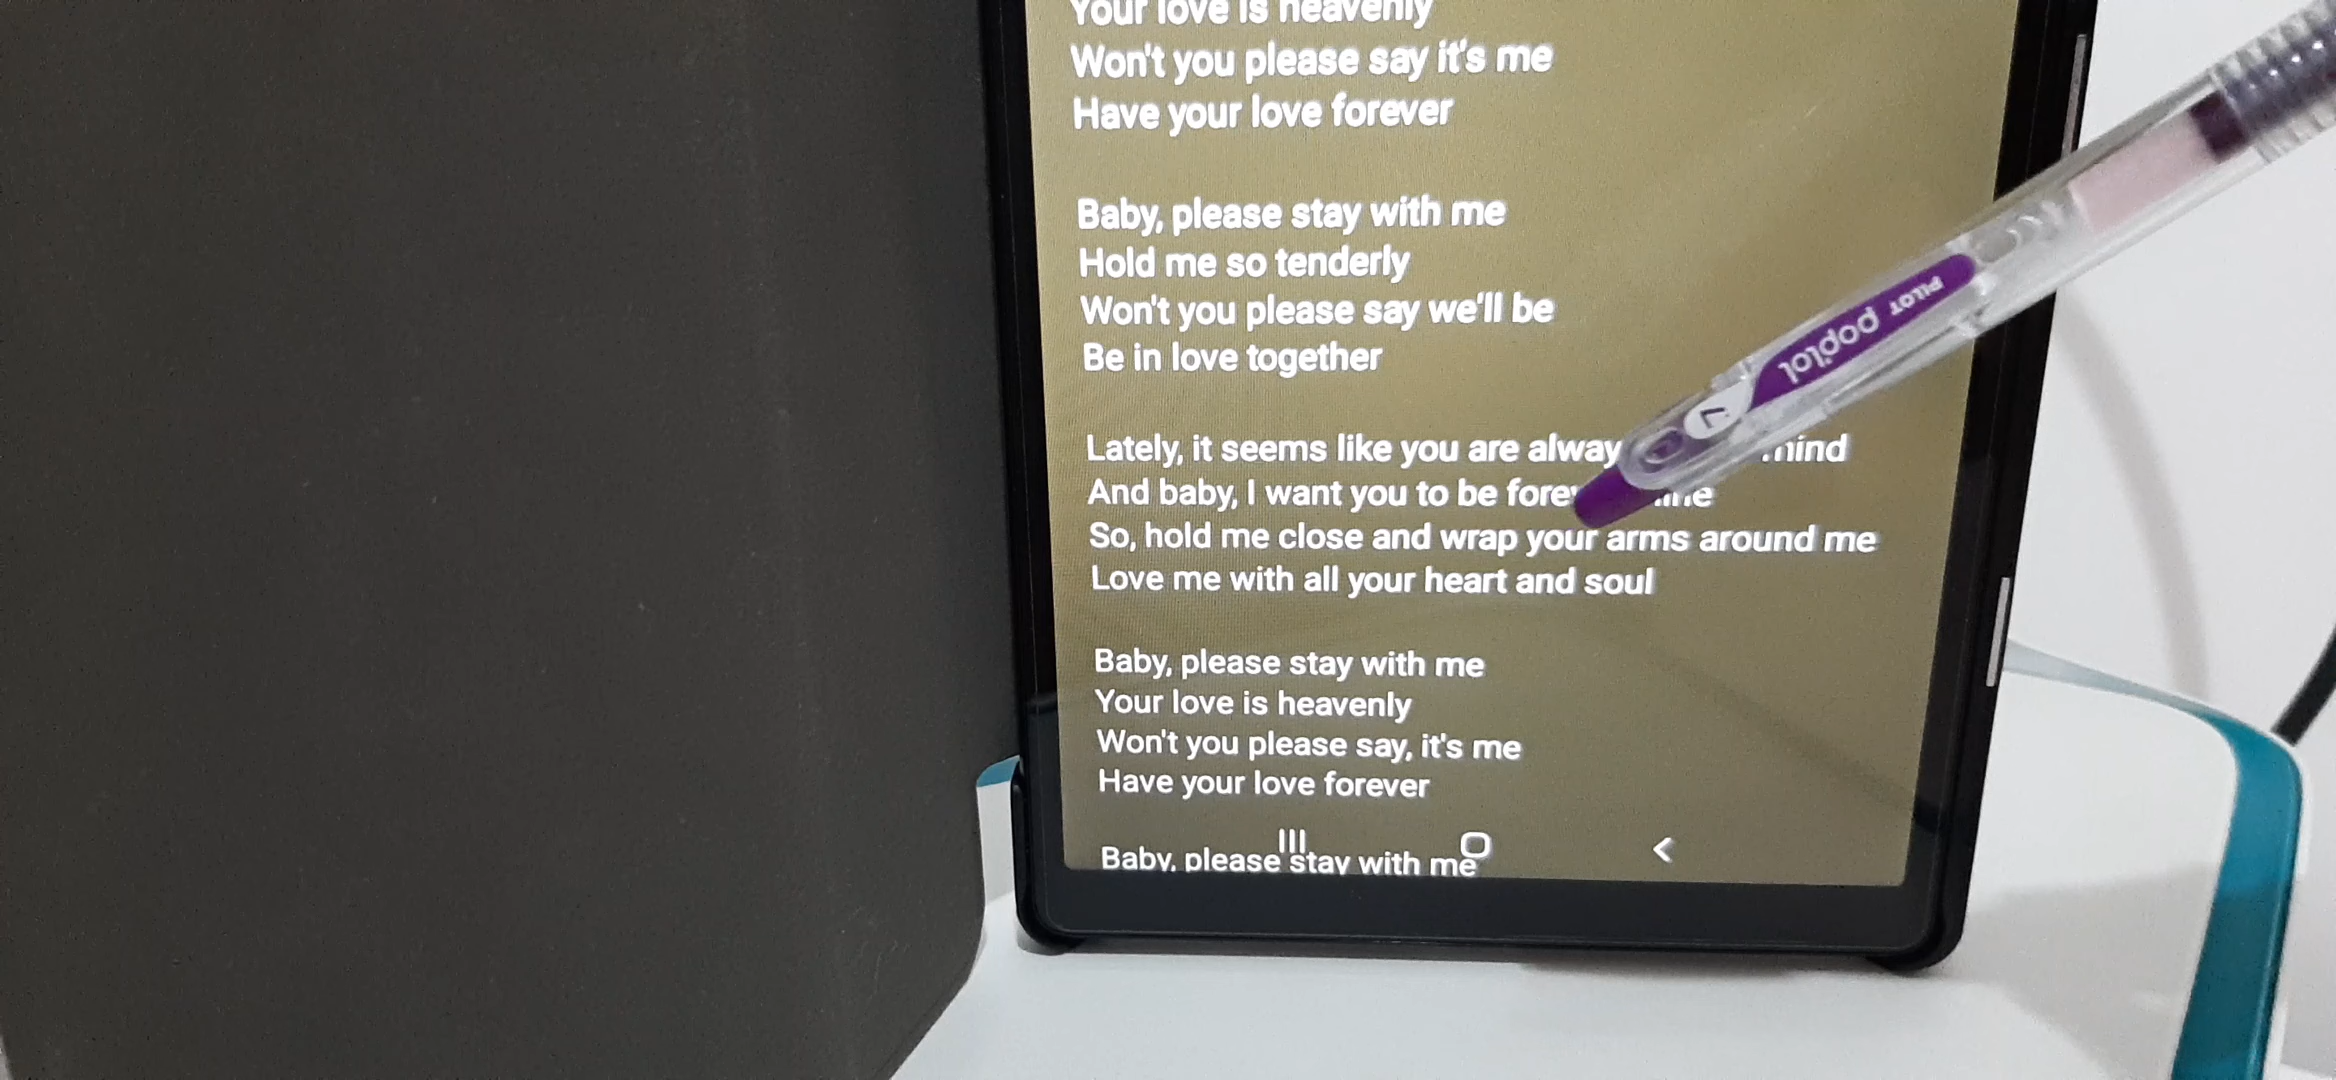 Your love is heavenly
Won't you please say it's me
Have your love forever
Baby, please stay with me
Hold me so tenderly
Won't you please say we'll be
Be in love together
Lately, it seems like you are
And baby, I want you to be
So, hold me close and wrap your arms around me
Love me with all your heart and soul
Baby, please stay with me
Your love is heavenly
Won't you please say, it's me
Have your love forever
Baby, please stay with me
PILOT popilol